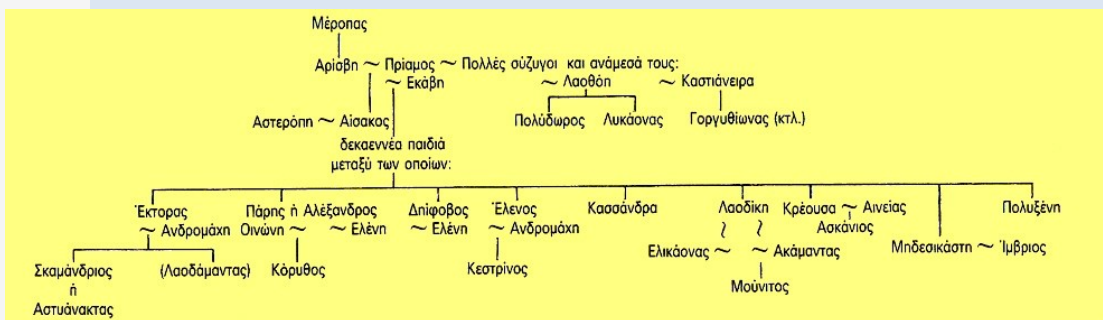 Μέροπας
Αρίσβη ~ Πρίαμος ~ Πολλές σύζυγοι και ανάμεσά τους:
~ Εκάβη ~ Λαοθόη ~ Καστιάνειρα
Αστερόπη ~ Αίσακος Πολύδωρος Λυκάονας Γοργυθίωνας (κτλ.)
δεκαεννέα παιδιά
μεταξύ των οποίων:
Έκτορας Πάρης ή Αλέξανδρος Δηίφοβος Έλενος Κασσάνδρα Λαοδίκη Κρέουσα ~ Αινείας Πολυξένη
~ Ανδρομάχη Οινώνη ~ ~ Ελένη ~ Ελένη ~ Ανδρομάχη Ασκάνιος
Ελικάονας ~ ~ Ακάμαντας Μηδεσικάστη ~ Ίμβριος
Σκαμάνδριος (Λαοδάμαντας) Κόρυθος Κεστρίνος
ή Μούνιτος
Αστυάνακτας